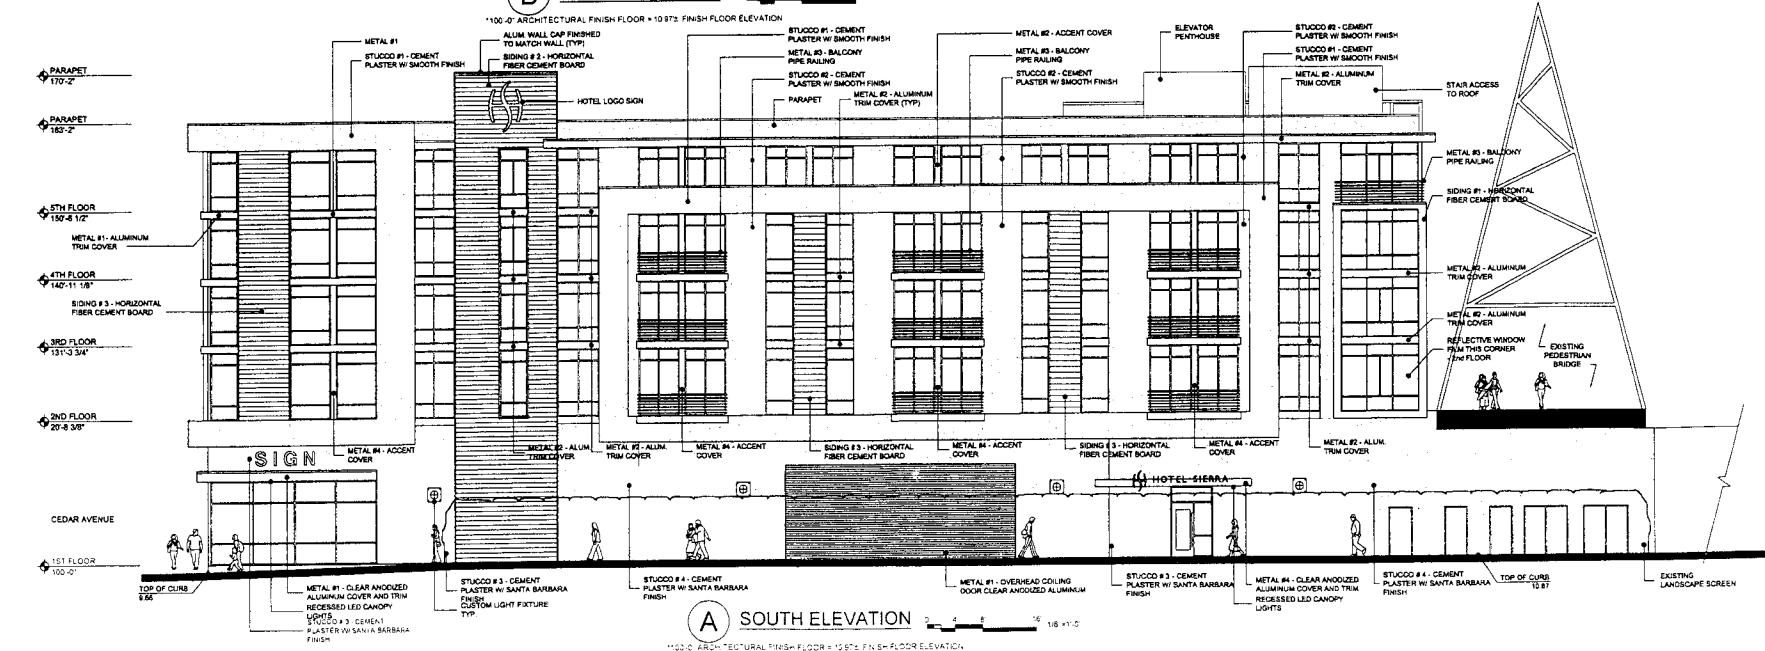 B
"100'-0" ARCHITECTURAL FINISH FLOOR = 10.97'± FINISH FLOOR ELEVATION
METAL #1
STUCCO #1 - CEMENT
PLASTER W/ SMOOTH FINISH
ALUM. WALL CAP FINISHED
TO MATCH WALL (TYP)
SIDING # 2 - HORIZONTAL
FIBER CEMENT BOARD
HOTEL LOGO SIGN
STUCCO #1 - CEMENT
PLASTER W/ SMOOTH FINISH
METAL #3 - BALCONY
PIPE RAILING
STUCCO #2 - CEMENT
PLASTER W/ SMOOTH FINISH
PARAPET
METAL #2 - ALUMINUM
TRIM COVER (TYP)
METAL #2 - ACCENT COVER
METAL #3 - BALCONY
PIPE RAILING
STUCCO #2 - CEMENT
PLASTER W/ SMOOTH FINISH
ELEVATOR
PENTHOUSE
STUCCO #2 - CEMENT
PLASTER W/ SMOOTH FINISH
STUCCO #1 - CEMENT
PLASTER W/ SMOOTH FINISH
METAL #2 - ALUMINUM
TRIM COVER
STAIR ACCESS
TO ROOF
METAL #3 - BALCONY
PIPE RAILING
SIDING #1 - HORIZONTAL
FIBER CEMENT BOARD
METAL #2 - ALUMINUM
TRIM COVER
METAL #2 - ALUMINUM
TRIM COVER
REFLECTIVE WINDOW
FILM THIS CORNER
- 2nd FLOOR
EXISTING
PEDESTRIAN
BRIDGE
PARAPET
170'-2"
PARAPET
163'-2"
5TH FLOOR
150'-6 1/2"
METAL #1 - ALUMINUM
TRIM COVER
4TH FLOOR
140'-11 1/8"
SIDING # 3 - HORIZONTAL
FIBER CEMENT BOARD
3RD FLOOR
131'-3 3/4"
2ND FLOOR
20'-8 3/8"
CEDAR AVENUE
1ST FLOOR
100'-0"
SIGN
METAL #4 - ACCENT
COVER
METAL #2 - ALUM.
TRIM COVER
METAL #2 - ALUM.
TRIM COVER
METAL #4 - ACCENT
COVER
SIDING # 3 - HORIZONTAL
FIBER CEMENT BOARD
METAL #4 - ACCENT
COVER
SIDING # 3 - HORIZONTAL
FIBER CEMENT BOARD
METAL #4 - ACCENT
COVER
METAL #2 - ALUM.
TRIM COVER
HOTEL SIERRA
TOP OF CURB
9.66
METAL #1 - CLEAR ANODIZED
ALUMINUM COVER AND TRIM
RECESSED LED CANOPY
LIGHTS
STUCCO # 3 - CEMENT
PLASTER W/ SANTA BARBARA
FINISH
STUCCO # 3 - CEMENT
PLASTER W/ SANTA BARBARA
FINISH
CUSTOM LIGHT FIXTURE
TYP.
STUCCO # 4 - CEMENT
PLASTER W/ SANTA BARBARA
FINISH
METAL #1 - OVERHEAD COILING
DOOR CLEAR ANODIZED ALUMINUM
STUCCO # 3 - CEMENT
PLASTER W/ SANTA BARBARA
FINISH
METAL #4 - CLEAR ANODIZED
ALUMINUM COVER AND TRIM
RECESSED LED CANOPY
LIGHTS
STUCCO # 4 - CEMENT
PLASTER W/ SANTA BARBARA
FINISH
TOP OF CURB
10.87
EXISTING
LANDSCAPE SCREEN
A SOUTH ELEVATION 0 4 8 16 1/8"=1'-0"
"100'-0" ARCHITECTURAL FINISH FLOOR = 10.97'± FINISH FLOOR ELEVATION